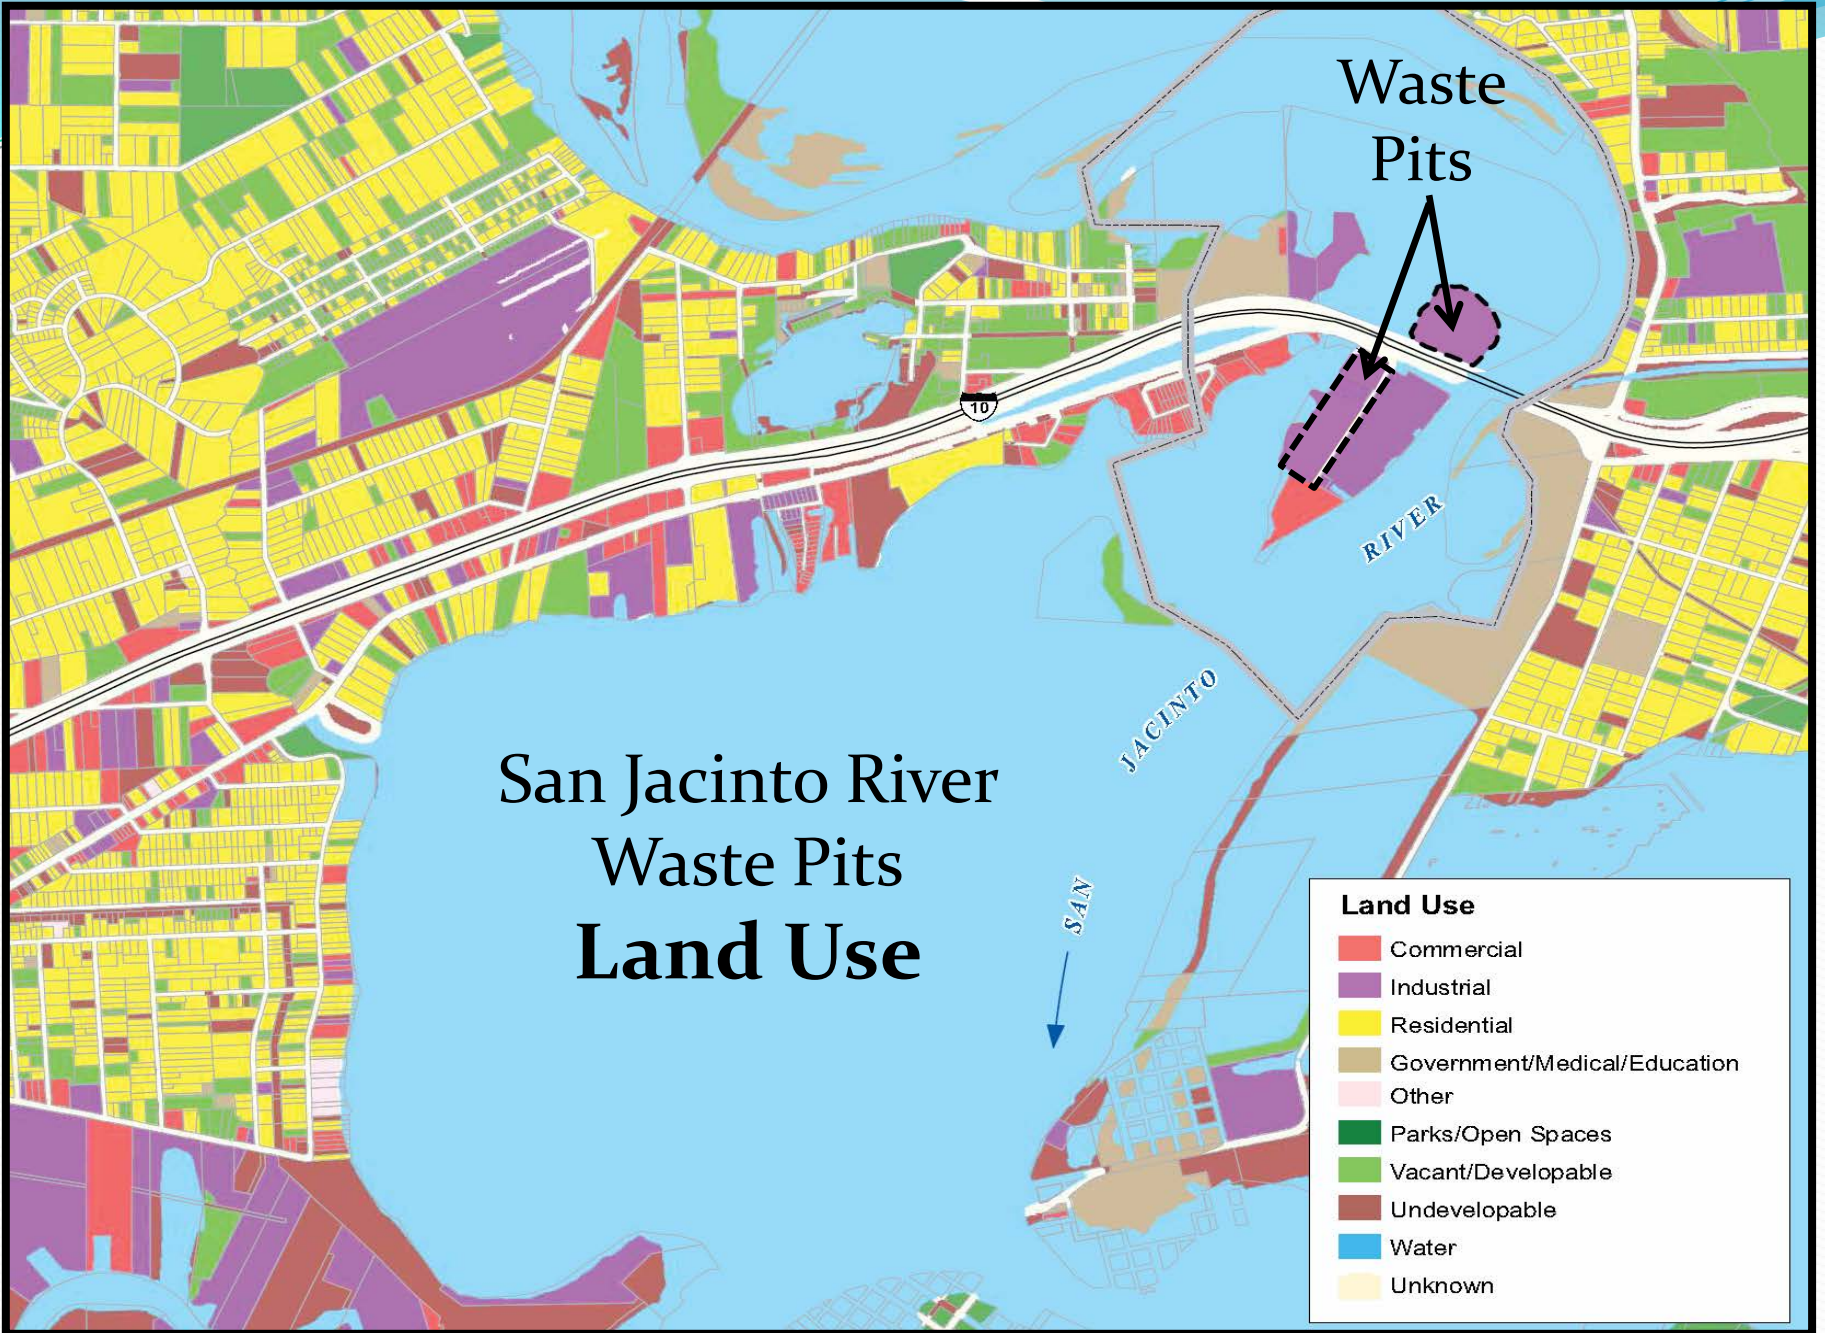 Waste
Pits
10
RIVER
JACINTO
SAN
San Jacinto River
Waste Pits
Land Use
Land Use
Commercial
Industrial
Residential
Government/Medical/Education
Other
Parks/Open Spaces
Vacant/Developable
Undevelopable
Water
Unknown